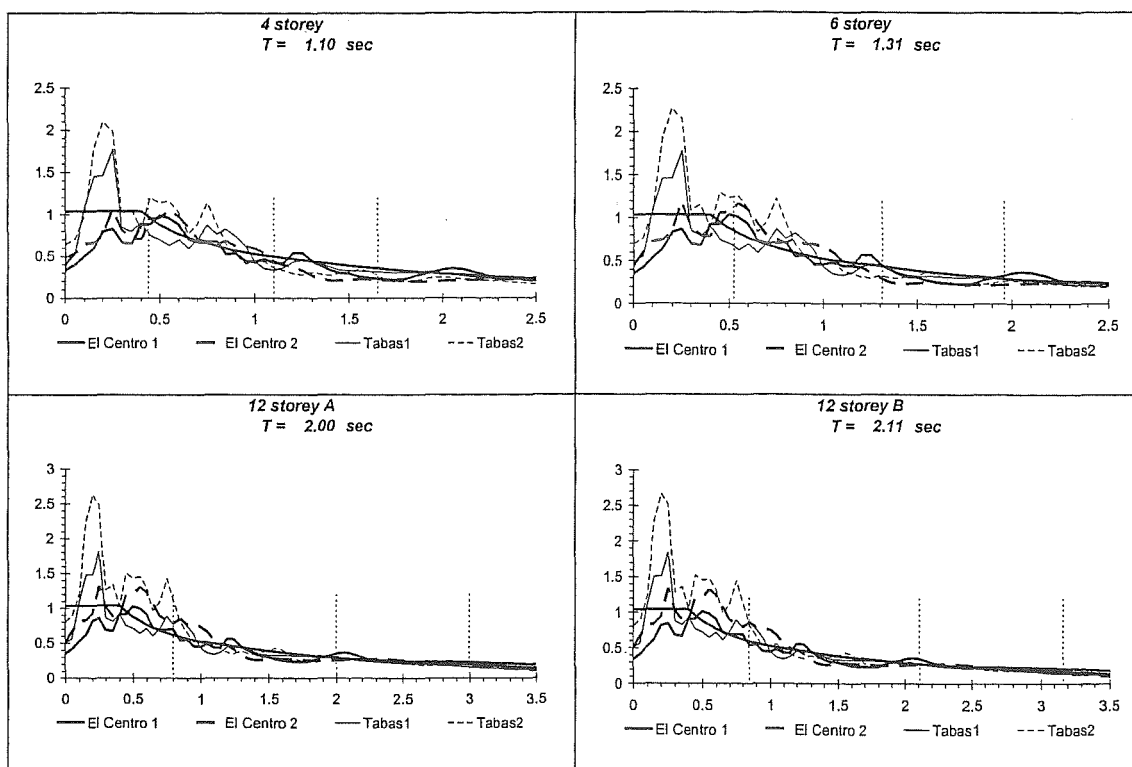 4 storey
T = 1.10 sec
2.5
2
1.5
1
0.5
0
0 0.5 1 1.5 2 2.5
El Centro 1 El Centro 2 Tabas1 Tabas2
6 storey
T = 1.31 sec
2.5
2
1.5
1
0.5
0
0 0.5 1 1.5 2 2.5
El Centro 1 El Centro 2 Tabas1 Tabas2
12 storey A
T = 2.00 sec
3
2.5
2
1.5
1
0.5
0
0 0.5 1 1.5 2 2.5 3 3.5
El Centro 1 El Centro 2 Tabas1 Tabas2
12 storey B
T = 2.11 sec
3
2.5
2
1.5
1
0.5
0
0 0.5 1 1.5 2 2.5 3 3.5
El Centro 1 El Centro 2 Tabas1 Tabas2